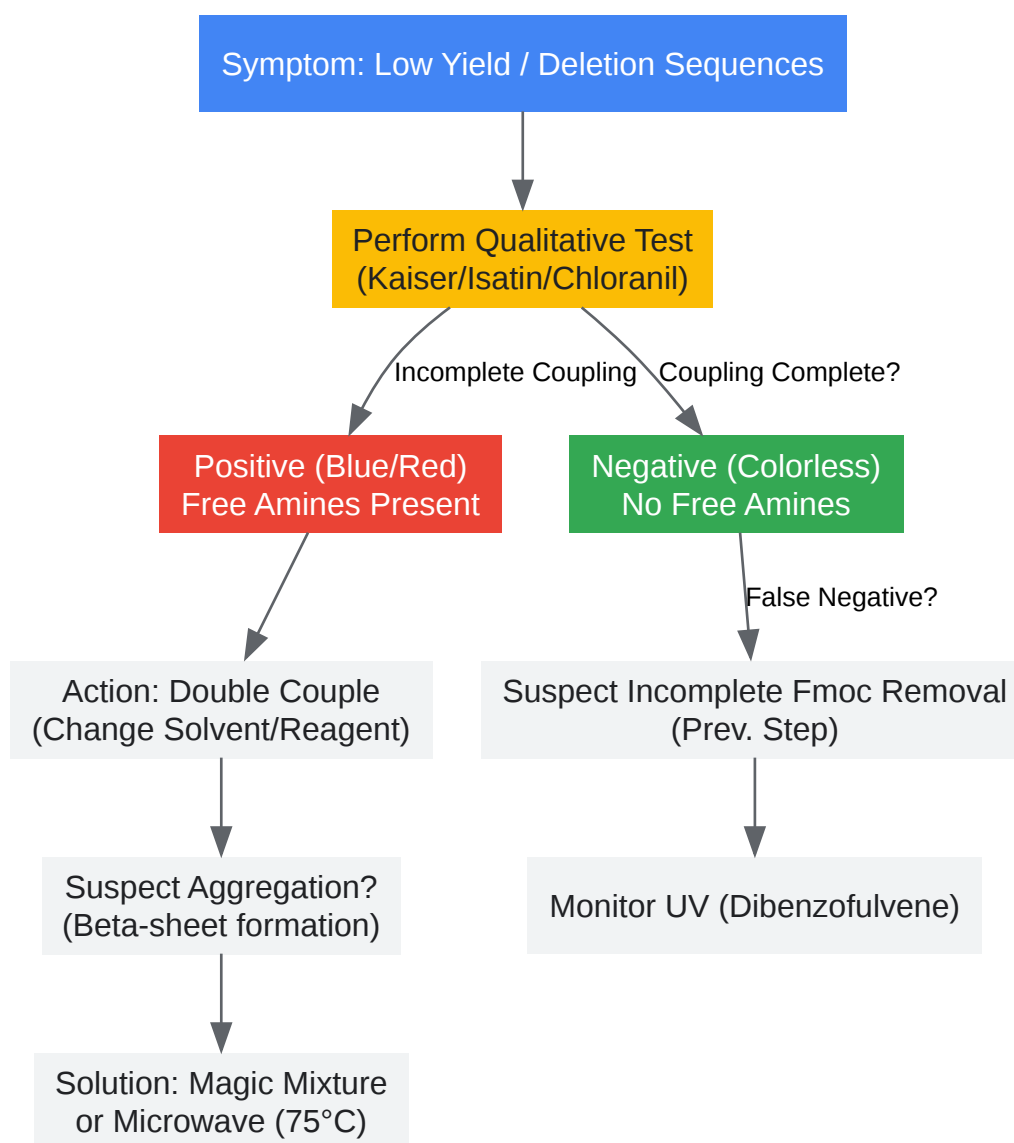 Symptom: Low Yield / Deletion Sequences
Perform Qualitative Test
(Kaiser/Isatin/Chloranil)
Incomplete Coupling
Coupling Complete?
Positive (Blue/Red)
Free Amines Present
Negative (Colorless)
No Free Amines
False Negative?
Action: Double Couple
(Change Solvent/Reagent)
Suspect Incomplete Fmoc Removal
(Prev. Step)
Suspect Aggregation?
(Beta-sheet formation)
Monitor UV (Dibenzofulvene)
Solution: Magic Mixture
or Microwave (75°C)